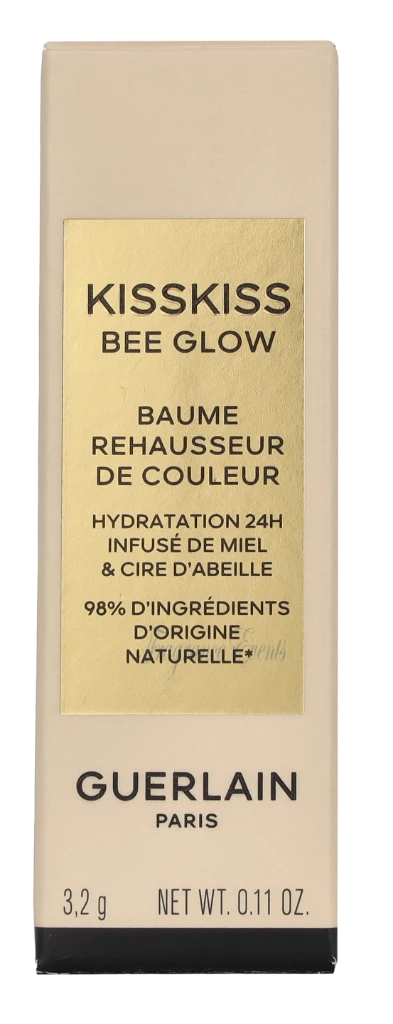 KISSKISS
BEE GLOW
BAUME
REHAUSSEUR
DE COULEUR
HYDRATATION 24H
INFUSÉ DE MIEL
& CIRE D'ABEILLE
98% D'INGRÉDIENTS
D'ORIGINE
NATURELLE*
GUERLAIN
PARIS
3,2 g NET WT. 0.11 OZ.